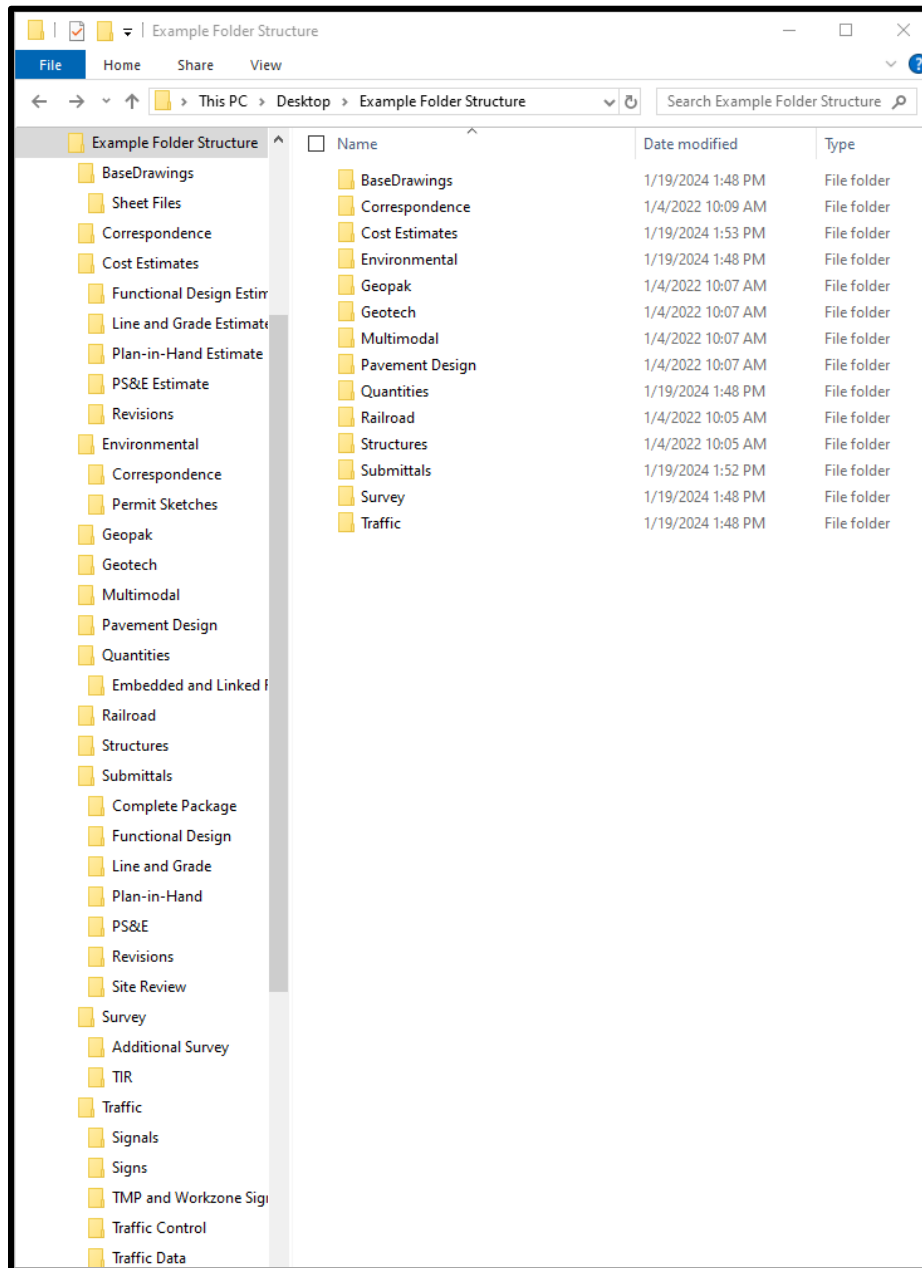 Example Folder Structure
File Home Share View ?
This PC > Desktop > Example Folder Structure Search Example Folder Structure
Example Folder Structure
BaseDrawings
Sheet Files
Correspondence
Cost Estimates
Functional Design Estim
Line and Grade Estimate
Plan-in-Hand Estimate
PS&E Estimate
Revisions
Environmental
Correspondence
Permit Sketches
Geopak
Geotech
Multimodal
Pavement Design
Quantities
Embedded and Linked F
Railroad
Structures
Submittals
Complete Package
Functional Design
Line and Grade
Plan-in-Hand
PS&E
Revisions
Site Review
Survey
Additional Survey
TIR
Traffic
Signals
Signs
TMP and Workzone Sign
Traffic Control
Traffic Data
Name Date modified Type
BaseDrawings 1/19/2024 1:48 PM File folder
Correspondence 1/4/2022 10:09 AM File folder
Cost Estimates 1/19/2024 1:53 PM File folder
Environmental 1/19/2024 1:48 PM File folder
Geopak 1/4/2022 10:07 AM File folder
Geotech 1/4/2022 10:07 AM File folder
Multimodal 1/4/2022 10:07 AM File folder
Pavement Design 1/4/2022 10:07 AM File folder
Quantities 1/19/2024 1:48 PM File folder
Railroad 1/4/2022 10:05 AM File folder
Structures 1/4/2022 10:05 AM File folder
Submittals 1/19/2024 1:52 PM File folder
Survey 1/19/2024 1:48 PM File folder
Traffic 1/19/2024 1:48 PM File folder